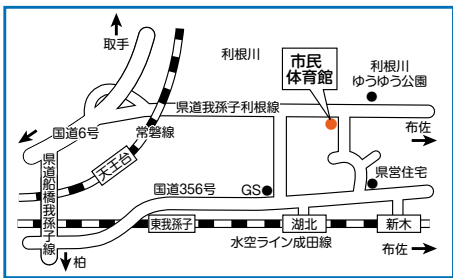 取手
利根川
市民
体育館
利根川
ゆうゆう公園
県道我孫子利根線
国道6号
常磐線
布佐
天王台
県道船橋我孫子線
国道356号
GS
県営住宅
東我孫子
湖北
新木
水空ライン成田線
布佐
柏